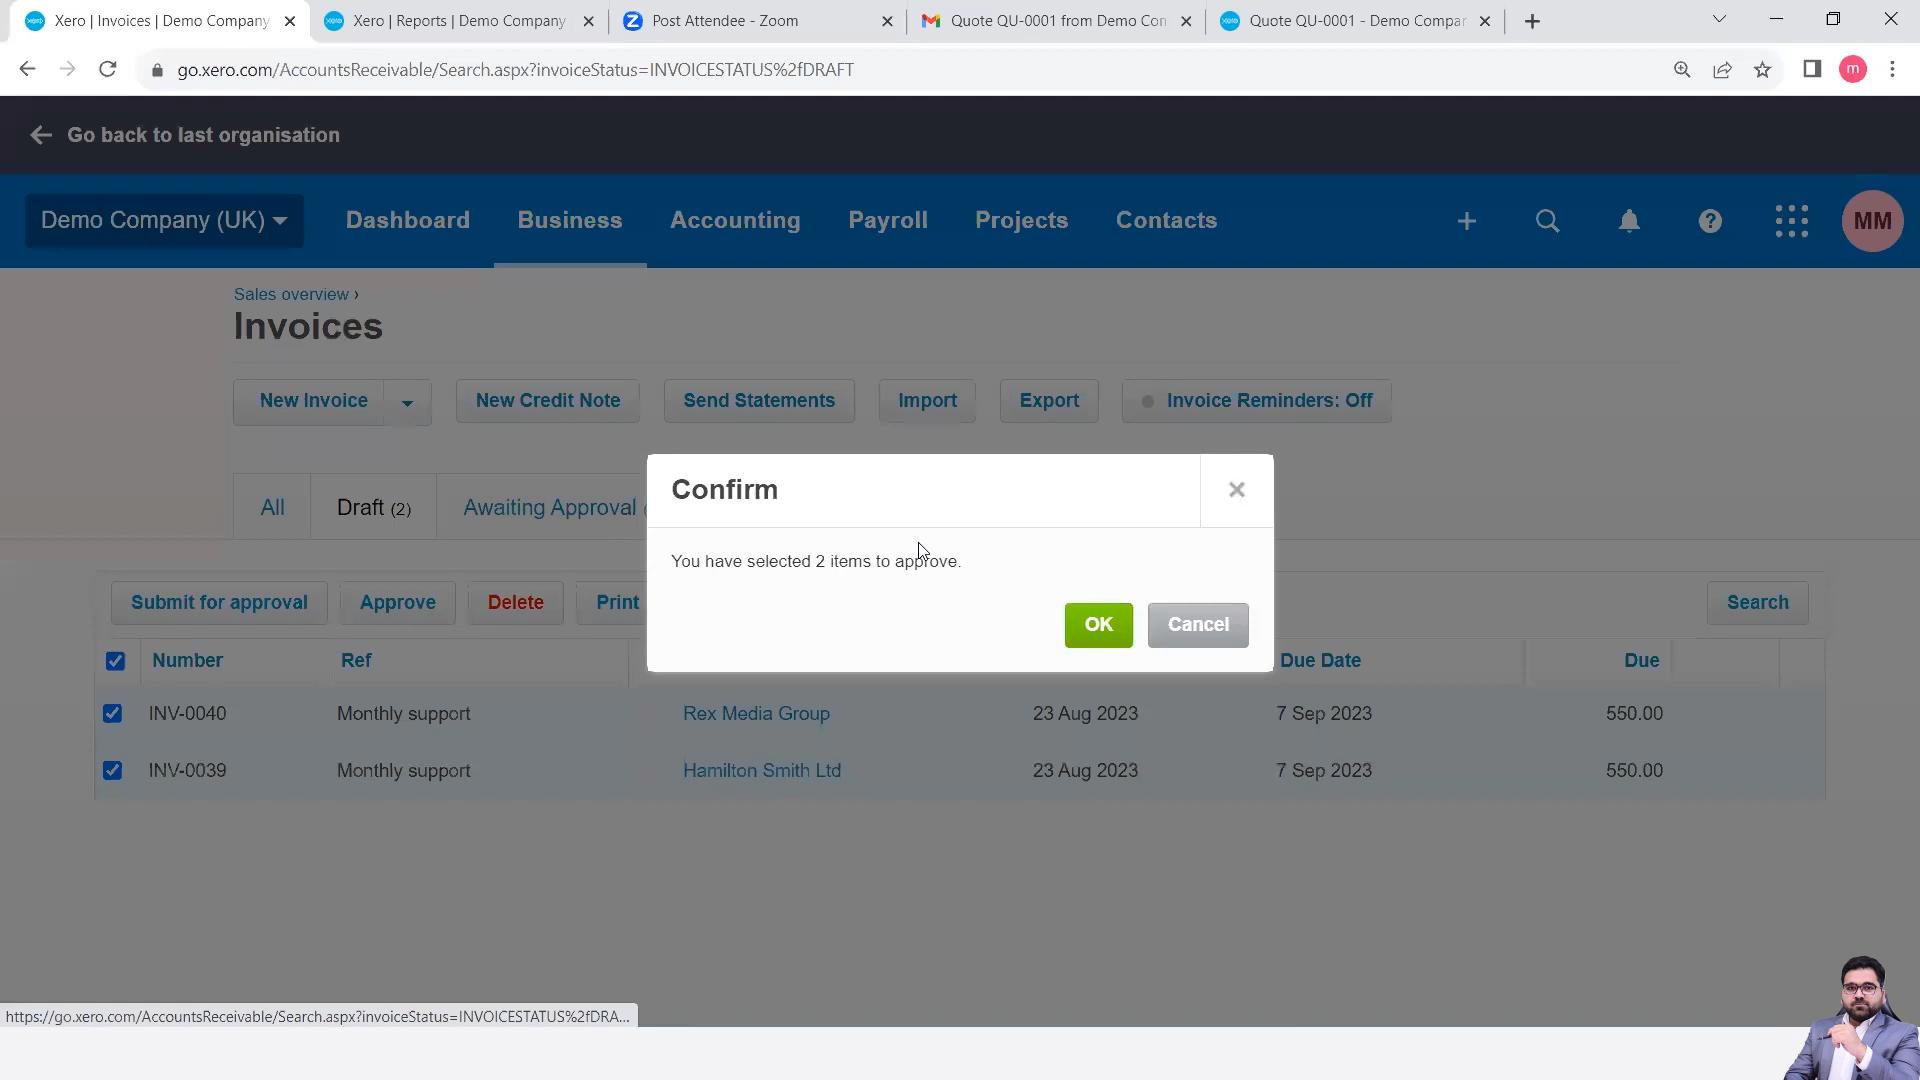 Xero | Invoices | Demo Company
Xero | Reports | Demo Company
Post Attendee - Zoom
Quote QU-0001 from Demo Con
Quote QU-0001 - Demo Compar
go.xero.com/AccountsReceivable/Search.aspx?invoiceStatus=INVOICESTATUS%2fDRAFT
m
Go back to last organisation
Demo Company (UK)
Dashboard
Business
Accounting
Payroll
Projects
Contacts
MM
Sales overview ›
Invoices
New Invoice
New Credit Note
Send Statements
Import
Export
Invoice Reminders: Off
All
Draft (2)
Awaiting Approval
Confirm
You have selected 2 items to approve.
OK
Cancel
Submit for approval
Approve
Delete
Print
Search
Number
Ref
Due Date
Due
INV-0040
Monthly support
Rex Media Group
23 Aug 2023
7 Sep 2023
550.00
INV-0039
Monthly support
Hamilton Smith Ltd
23 Aug 2023
7 Sep 2023
550.00
https://go.xero.com/AccountsReceivable/Search.aspx?invoiceStatus=INVOICESTATUS%2fDRA...